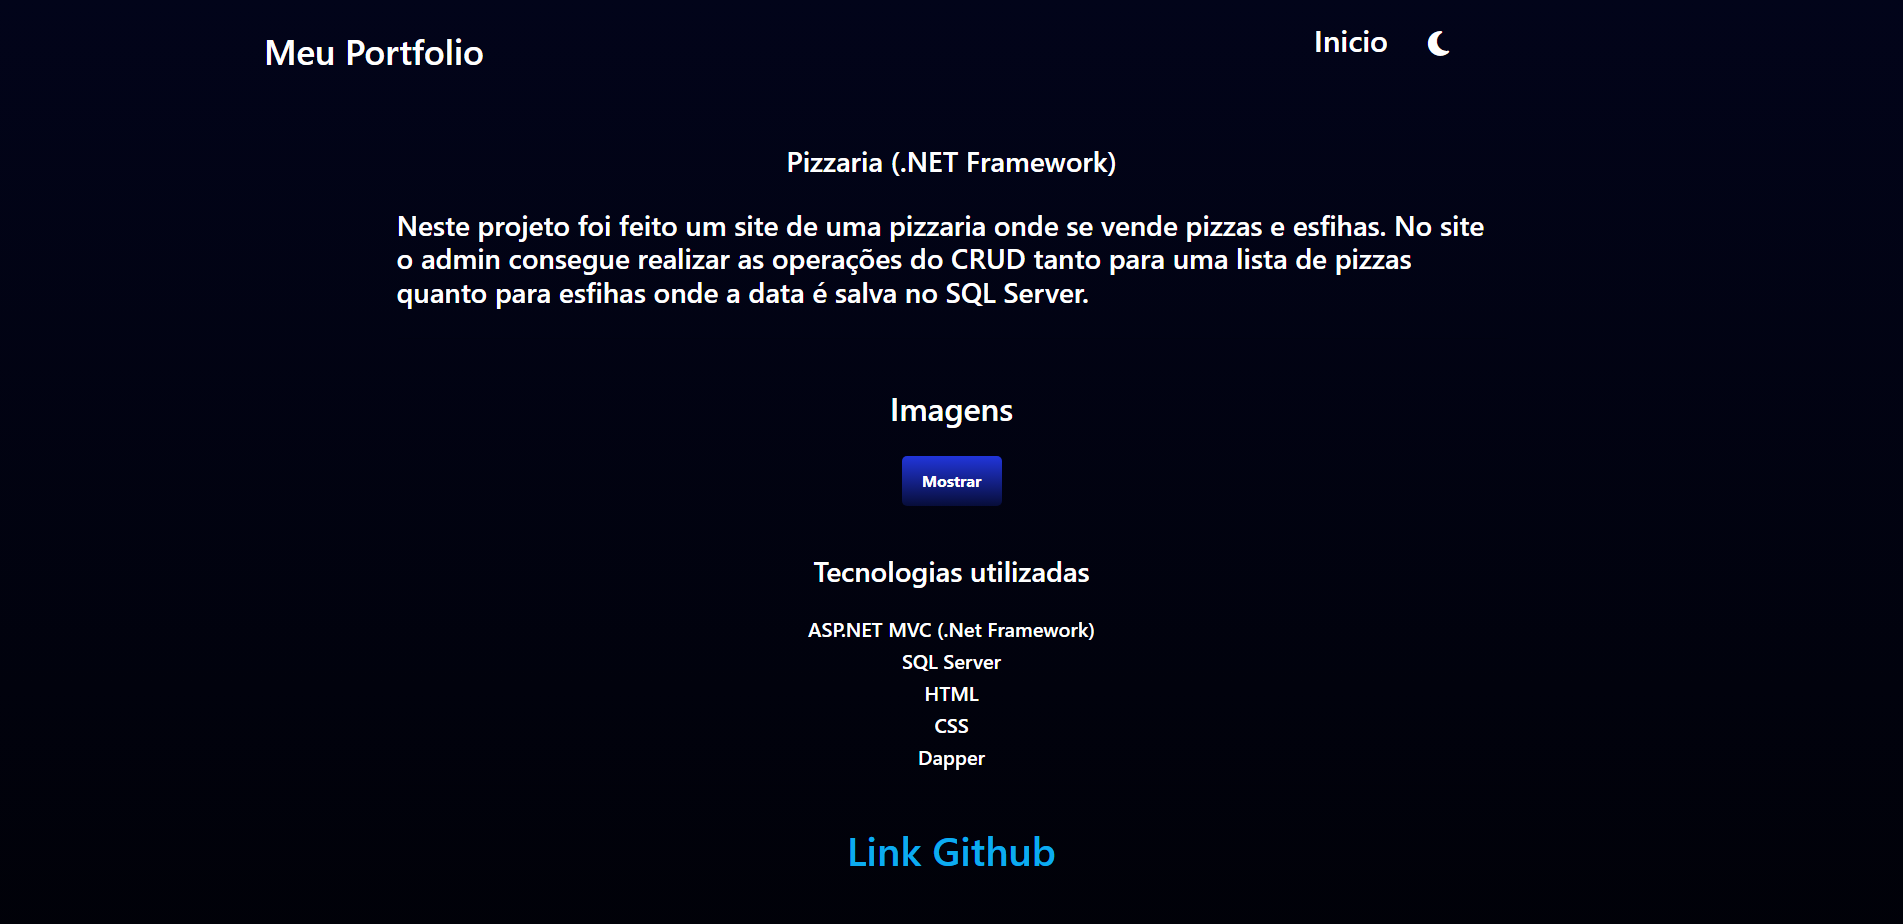 Meu Portfolio
Inicio
Pizzaria (.NET Framework)
Neste projeto foi feito um site de uma pizzaria onde se vende pizzas e esfihas. No site
o admin consegue realizar as operações do CRUD tanto para uma lista de pizzas
quanto para esfihas onde a data é salva no SQL Server.
Imagens
Mostrar
Tecnologias utilizadas
ASP.NET MVC (.Net Framework)
SQL Server
HTML
CSS
Dapper
Link Github